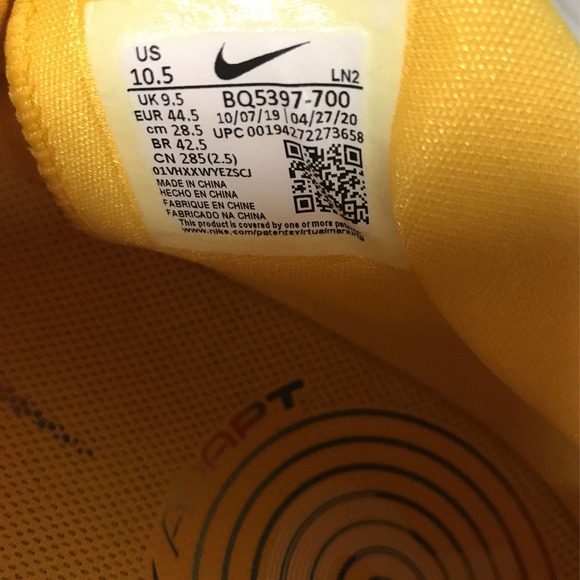 US
10.5
LN2
UK 9.5
BQ5397-700
EUR 44.5
10/07/19 04/27/20
cm 28.5
UPC 00194272273658
BR 42.5
CN 285(2.5)
01VHXXWYEZSCJ
MADE IN CHINA
HECHO EN CHINA
FABRIQUE EN CHINE
FABRICADO NA CHINA
This product is covered by one or more
www.nike.com/patentsvirtualmarking
ADAPT